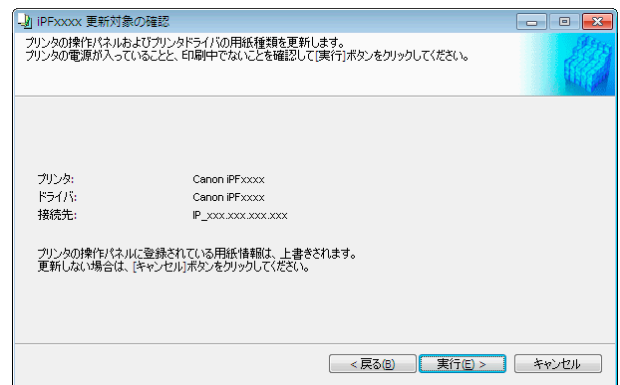 iPFxxxx 更新対象の確認
プリンタの操作パネルおよびプリンタドライバの用紙種類を更新します。
プリンタの電源が入っていることと、印刷中でないことを確認して[実行]ボタンをクリックしてください。
プリンタ: Canon iPFxxxx
ドライバ: Canon iPFxxxx
接続先: IP_xxx.xxx.xxx.xxx
プリンタの操作パネルに登録されている用紙情報は、上書きされます。
更新しない場合は、[キャンセル]ボタンをクリックしてください。
< 戻る(B) 実行(E) > キャンセル